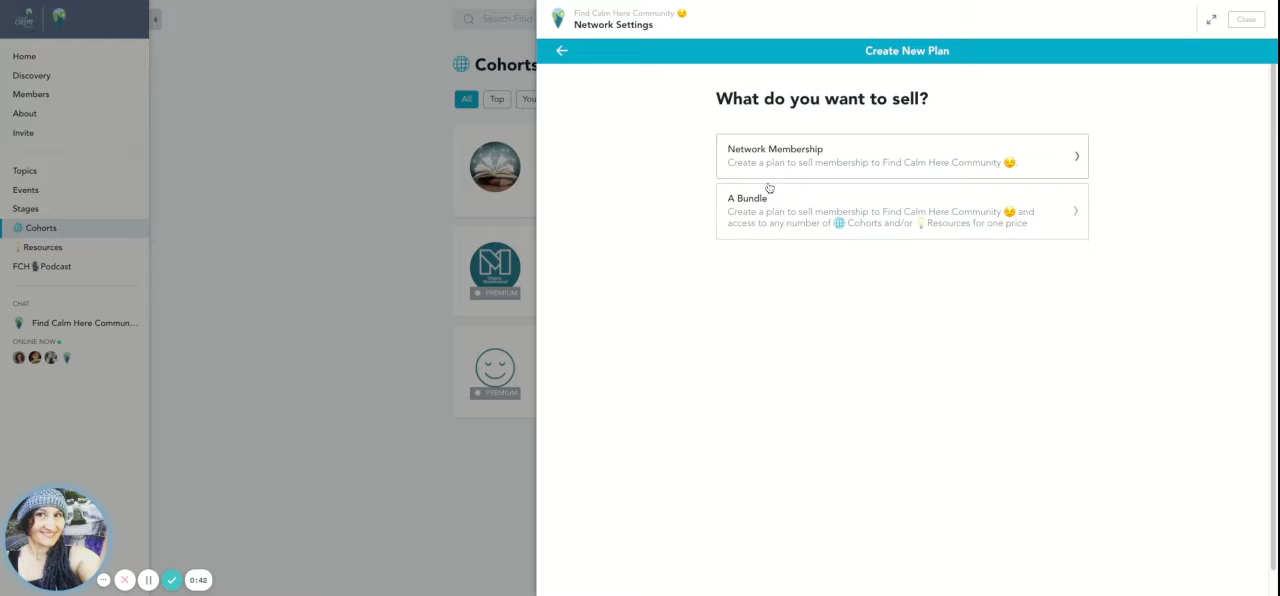 calm
Home
Discovery
Members
About
Invite
Topics
Events
Stages
🌐 Cohorts
💡 Resources
FCH🎙️Podcast
CHAT
Find Calm Here Commun...
ONLINE NOW
0:42
Search Find
🌐 Cohorts
All
Top
You
M
PREMIUM
PREMIUM
Find Calm Here Community 😌
Network Settings
Close
Create New Plan
What do you want to sell?
Network Membership
Create a plan to sell membership to Find Calm Here Community 😌.
A Bundle
Create a plan to sell membership to Find Calm Here Community 😌 and
access to any number of 🌐 Cohorts and/or 💡Resources for one price